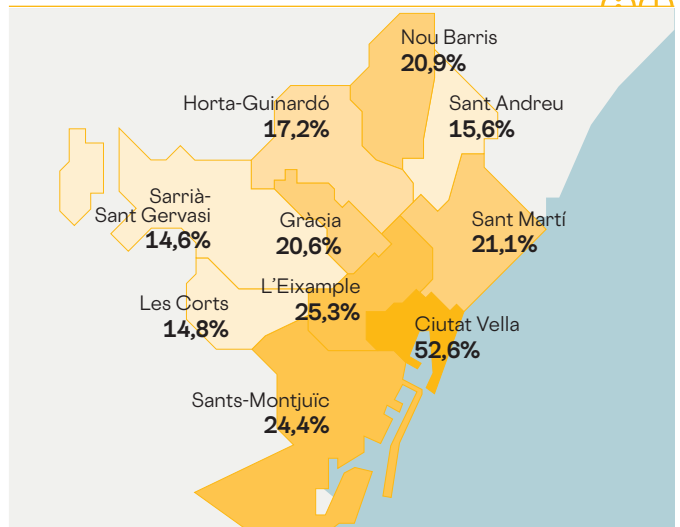 Nou Barris
20,9%
Horta-Guinardó
17,2%
Sant Andreu
15,6%
Sarrià-
Sant Gervasi
14,6%
Gràcia
20,6%
Sant Martí
21,1%
L'Eixample
25,3%
Les Corts
14,8%
Ciutat Vella
52,6%
Sants-Montjuïc
24,4%